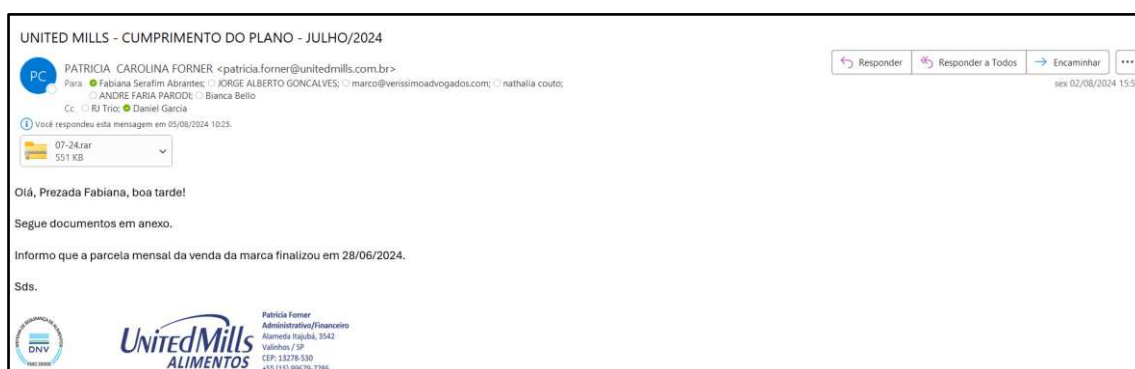 UNITED MILLS - CUMPRIMENTO DO PLANO - JULHO/2024
PC
PATRICIA CAROLINA FORNER <patricia.forner@unitedmills.com.br>
Para Fabiana Serafim Abrantes; JORGE ALBERTO GONCALVES; marco@verissimoadvogados.com; nathalia couto;
ANDRE FARIA PARODI; Bianca Bello
Cc RJ Trio; Daniel Garcia
Responder
Responder a Todos
Encaminhar
sex 02/08/2024 15:5
Você respondeu esta mensagem em 05/08/2024 10:25.
07-24.rar
551 KB
Olá, Prezada Fabiana, boa tarde!
Segue documentos em anexo.
Informo que a parcela mensal da venda da marca finalizou em 28/06/2024.
Sds.
DNV
UNITEDMills
ALIMENTOS
Patricia Forner
Administrativo/Financeiro
Alameda Itajubá, 3542
Valinhos / SP
CEP: 13278-530
+55 (15) 99679-7286